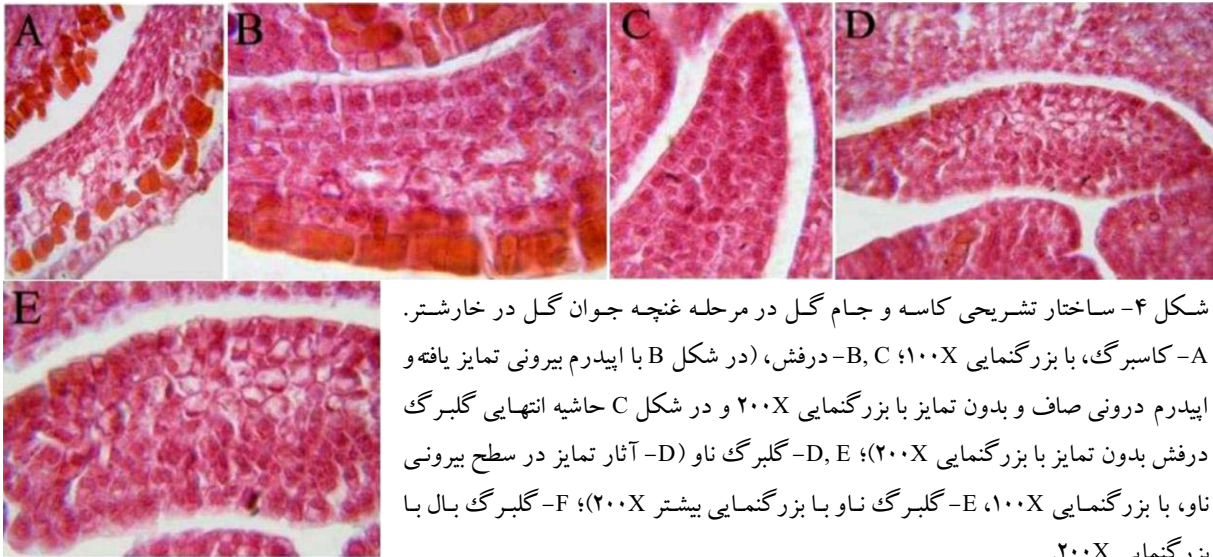 A
B
C
D
E
شکل ۴- ساختار تشریحی کاسه و جام گل در مرحله غنچه جوان گل در خارشتر.
A- کاسبرگ، با بزرگنمایی ۱۰۰X؛ B, C- درفش، (در شکل B با اپیدرم بیرونی تمایز یافته و
اپیدرم درونی صاف و بدون تمایز با بزرگنمایی ۲۰۰X و در شکل C حاشیه انتهایی گلبرگ
درفش بدون تمایز با بزرگنمایی ۲۰۰X)؛ D, E- گلبرگ ناو (D- آثار تمایز در سطح بیرونی
ناو، با بزرگنمایی ۱۰۰X، E- گلبرگ ناو با بزرگنمایی بیشتر ۲۰۰X)؛ F- گلبرگ بال با
بزرگنمایی ۲۰۰X.